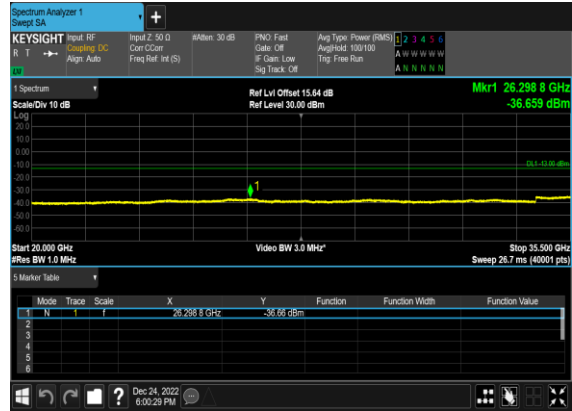 Spectrum Analyzer 1
Swept SA
+
KEYSIGHT Input: RF Input Z: 50 Ω #Atten: 30 dB PNO: Fast Avg Type: Power (RMS) 1 2 3 4 5 6
R T Coupling: DC Corr CCorr Gate: Off Avg|Hold: 100/100 A W W W W W
Align: Auto Freq Ref: Int (S) IF Gain: Low Trig: Free Run
Sig Track: Off A N N N N N
1 Spectrum Ref Lvl Offset 15.64 dB Mkr1 26.298 8 GHz
Scale/Div 10 dB Ref Level 30.00 dBm -36.659 dBm
Log
20.0
10.0
0.00
-10.0 DL1 -13.00 dBm
-20.0
-30.0 1
-40.0
-50.0
-60.0
Start 20.000 GHz Video BW 3.0 MHz* Stop 35.500 GHz
#Res BW 1.0 MHz Sweep 26.7 ms (40001 pts)
5 Marker Table
Mode Trace Scale X Y Function Function Width Function Value
1 N 1 f 26.298 8 GHz -36.66 dBm
2
3
4
5
6
? Dec 24, 2022
6:00:29 PM